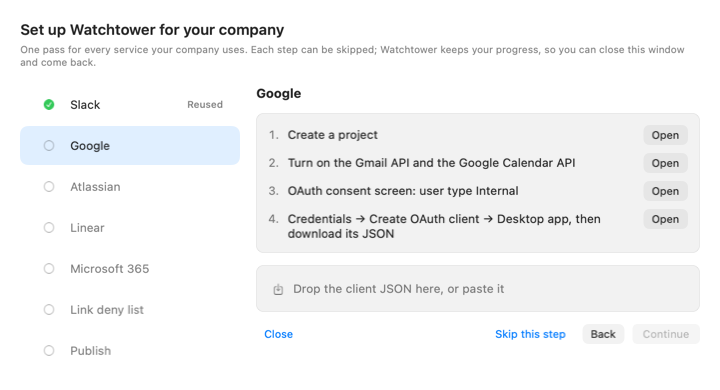 Set up Watchtower for your company
One pass for every service your company uses. Each step can be skipped; Watchtower keeps your progress, so you can close this window
and come back.
Slack Reused
Google
Atlassian
Linear
Microsoft 365
Link deny list
Publish
Google
1. Create a project Open
2. Turn on the Gmail API and the Google Calendar API Open
3. OAuth consent screen: user type Internal Open
4. Credentials → Create OAuth client → Desktop app, then Open
download its JSON
Drop the client JSON here, or paste it
Close Skip this step Back Continue